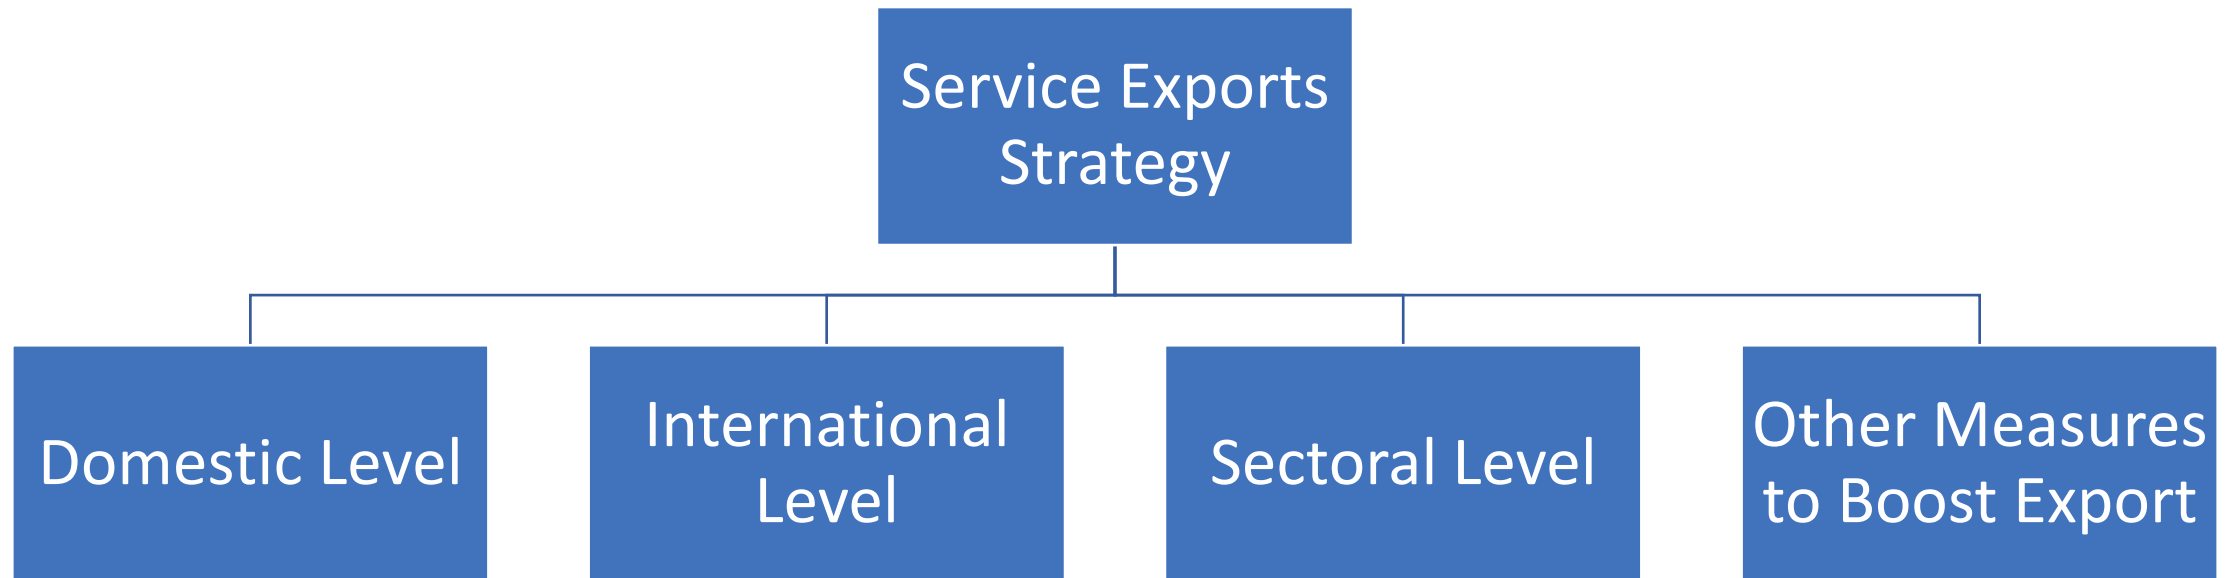 Service Exports
Strategy
Domestic Level
International
Level
Sectoral Level
Other Measures
to Boost Export